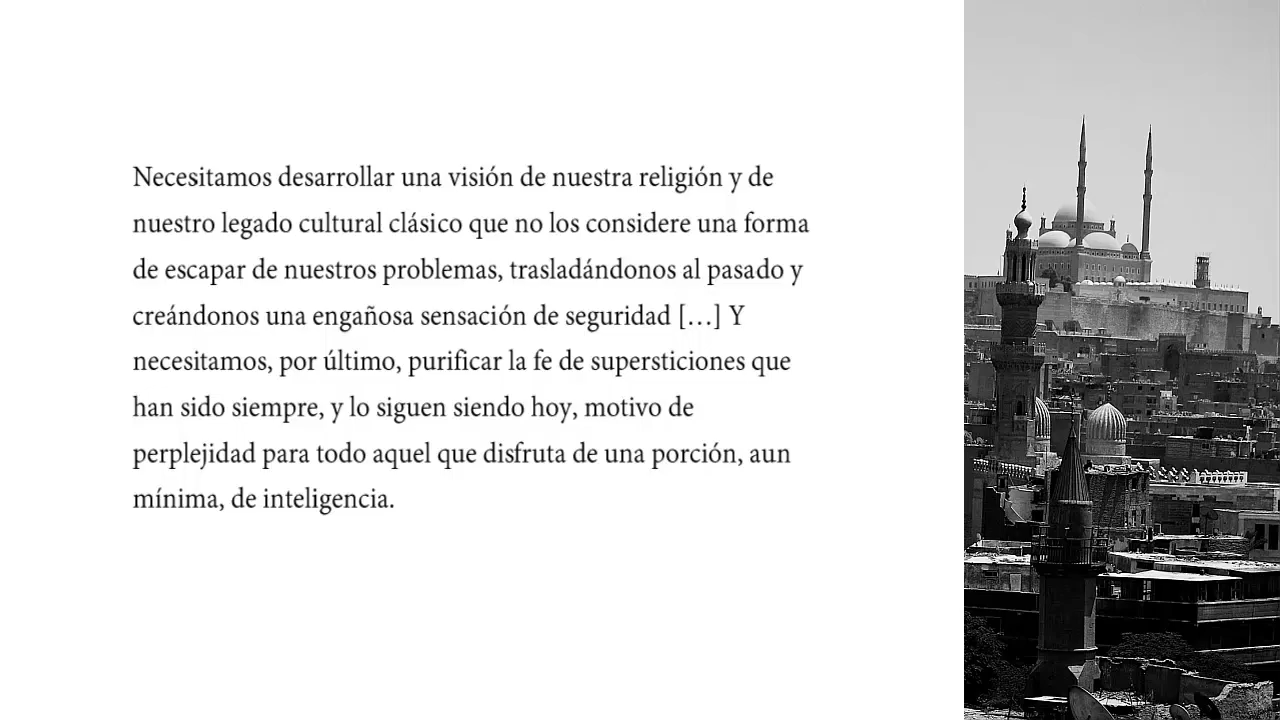 Necesitamos desarrollar una visión de nuestra religión y de
nuestro legado cultural clásico que no los considere una forma
de escapar de nuestros problemas, trasladándonos al pasado y
creándonos una engañosa sensación de seguridad […] Y
necesitamos, por último, purificar la fe de supersticiones que
han sido siempre, y lo siguen siendo hoy, motivo de
perplejidad para todo aquel que disfruta de una porción, aun
mínima, de inteligencia.